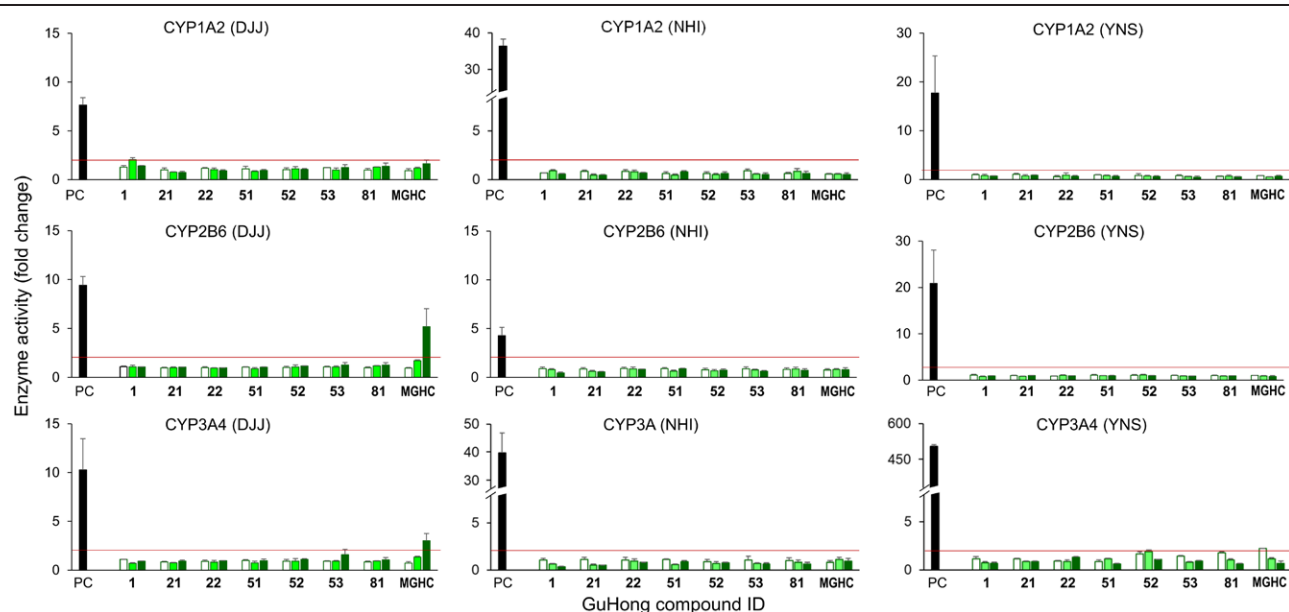 CYP1A2 (DJJ)
15
10
5
0
PC 1 21 22 51 52 53 81 MGHC
CYP1A2 (NHI)
40
30
5
0
PC 1 21 22 51 52 53 81 MGHC
CYP1A2 (YNS)
30
20
10
0
PC 1 21 22 51 52 53 81 MGHC
Enzyme activity (fold change)
CYP2B6 (DJJ)
15
10
5
0
PC 1 21 22 51 52 53 81 MGHC
CYP2B6 (NHI)
15
10
5
0
PC 1 21 22 51 52 53 81 MGHC
CYP2B6 (YNS)
30
20
10
0
PC 1 21 22 51 52 53 81 MGHC
CYP3A4 (DJJ)
15
10
5
0
PC 1 21 22 51 52 53 81 MGHC
CYP3A (NHI)
50
40
30
5
0
PC 1 21 22 51 52 53 81 MGHC
CYP3A4 (YNS)
600
450
5
0
PC 1 21 22 51 52 53 81 MGHC
GuHong compound ID